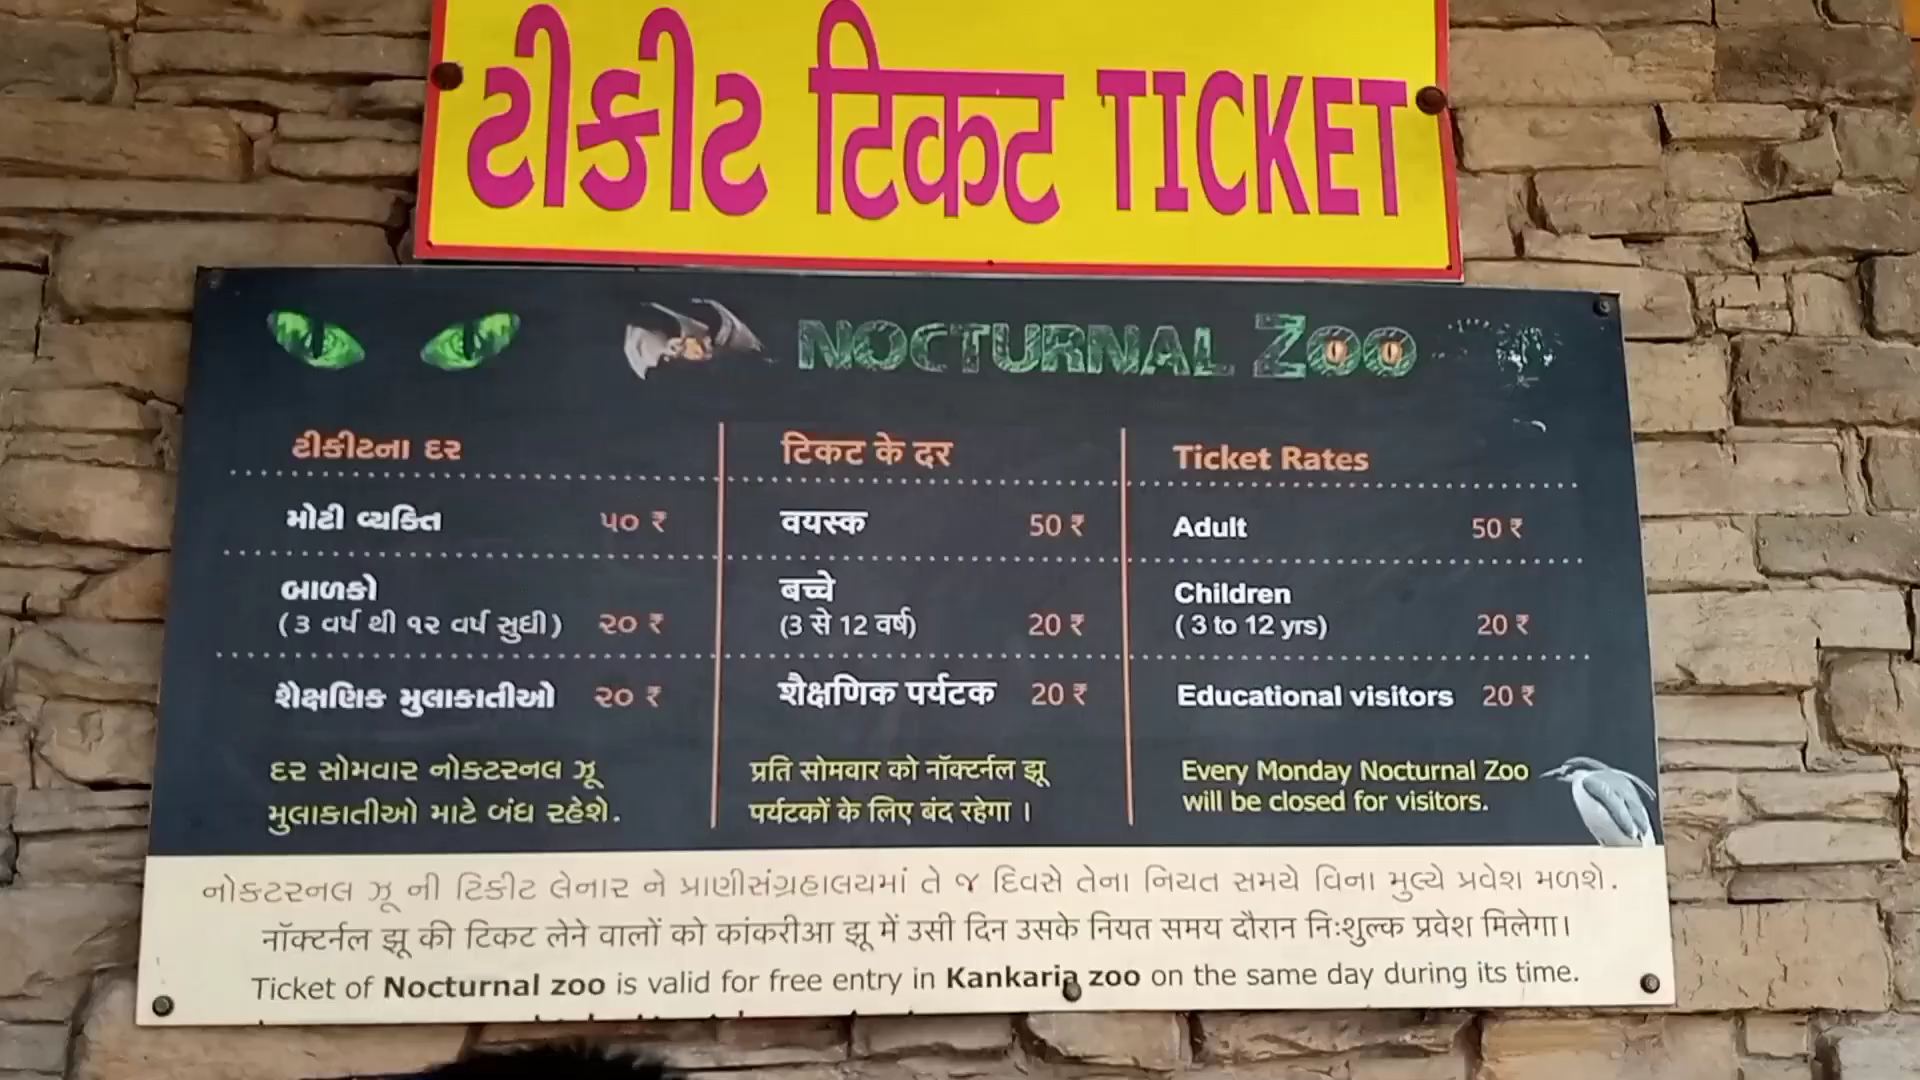 ટીકીટ टिकट TICKET
NOCTURNAL ZOO
ટીકીટના દર
મોટી વ્યક્તિ ૫૦ ₹
બાળકો
(૩ વર્ષ થી ૧૨ વર્ષ સુધી) ૨૦ ₹
શૈક્ષણિક મુલાકાતીઓ ૨૦ ₹
દર સોમવાર નોકટરનલ ઝૂ
મુલાકાતીઓ માટે બંધ રહેશે.
टिकट के दर
वयस्क 50 ₹
बच्चे
(3 से 12 वर्ष) 20 ₹
शैक्षणिक पर्यटक 20 ₹
प्रति सोमवार को नॉक्टर्नल झू
पर्यटकों के लिए बंद रहेगा ।
Ticket Rates
Adult 50 ₹
Children
( 3 to 12 yrs) 20 ₹
Educational visitors 20 ₹
Every Monday Nocturnal Zoo
will be closed for visitors.
નોકટરનલ ઝૂ ની ટિકીટ લેનાર ને પ્રાણીસંગ્રહાલયમાં તે જ દિવસે તેના નિયત સમયે વિના મુલ્યે પ્રવેશ મળશે.
नॉक्टर्नल झू की टिकट लेने वालों को कांकरीआ झू में उसी दिन उसके नियत समय दौरान निःशुल्क प्रवेश मिलेगा।
Ticket of Nocturnal zoo is valid for free entry in Kankaria zoo on the same day during its time.